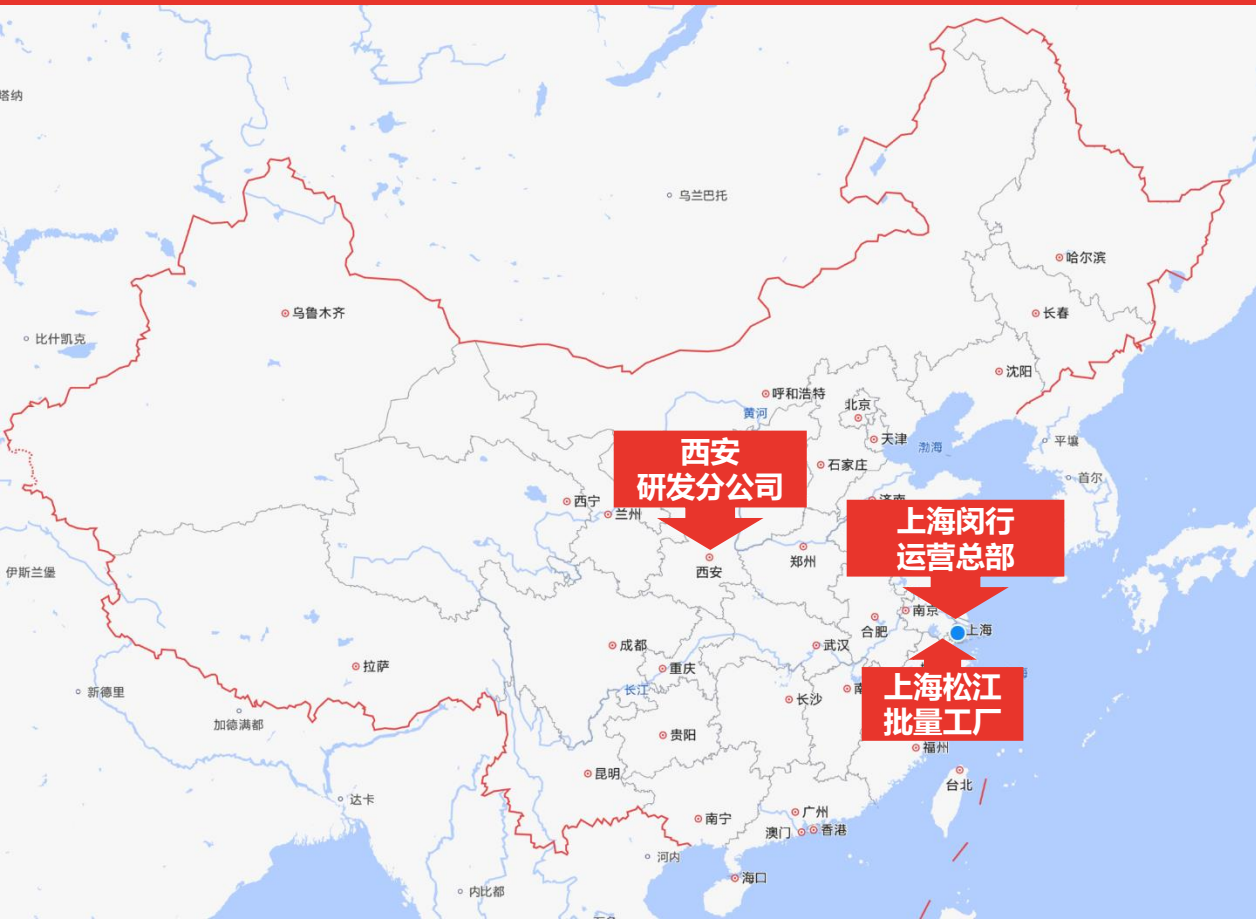 塔纳
乌兰巴托
哈尔滨
乌鲁木齐
长春
比什凯克
沈阳
呼和浩特
北京
黄河
天津
渤海
平壤
西安
研发分公司
石家庄
首尔
西宁
兰州
济南
上海闵行
运营总部
郑州
西安
伊斯兰堡
南京
合肥
上海
成都
武汉
拉萨
重庆
长江
海
新德里
上海松江
批量工厂
南
长沙
加德满都
贵阳
福州
昆明
台北
达卡
南宁
广州
澳门
香港
河内
海口
内比都